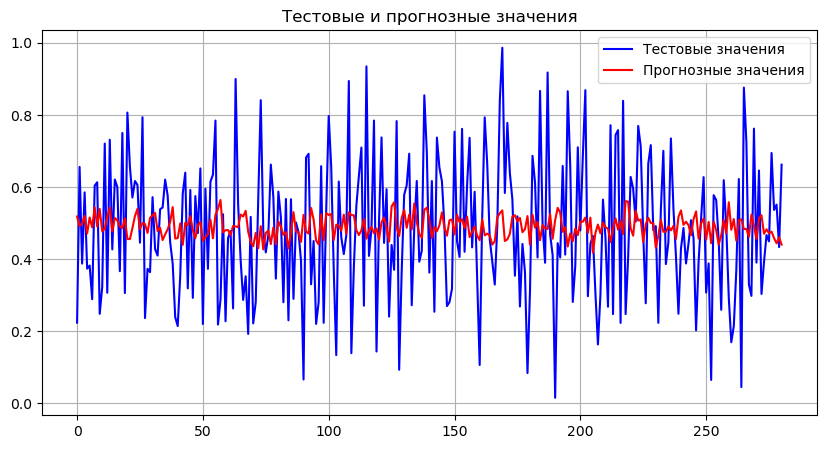 Тестовые и прогнозные значения
Тестовые значения
Прогнозные значения
1.0
0.8
0.6
0.4
0.2
0.0
0 50 100 150 200 250